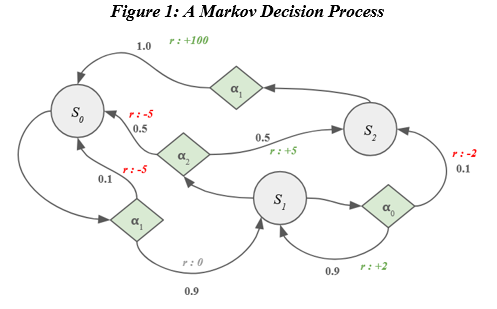 Figure 1: A Markov Decision Process
1.0
r : +100
α1
S0
r : -5
0.5
0.5
r : +5
S2
α2
r : -2
0.1
r : -5
0.1
S1
α0
α1
r : 0
0.9
0.9
r : +2